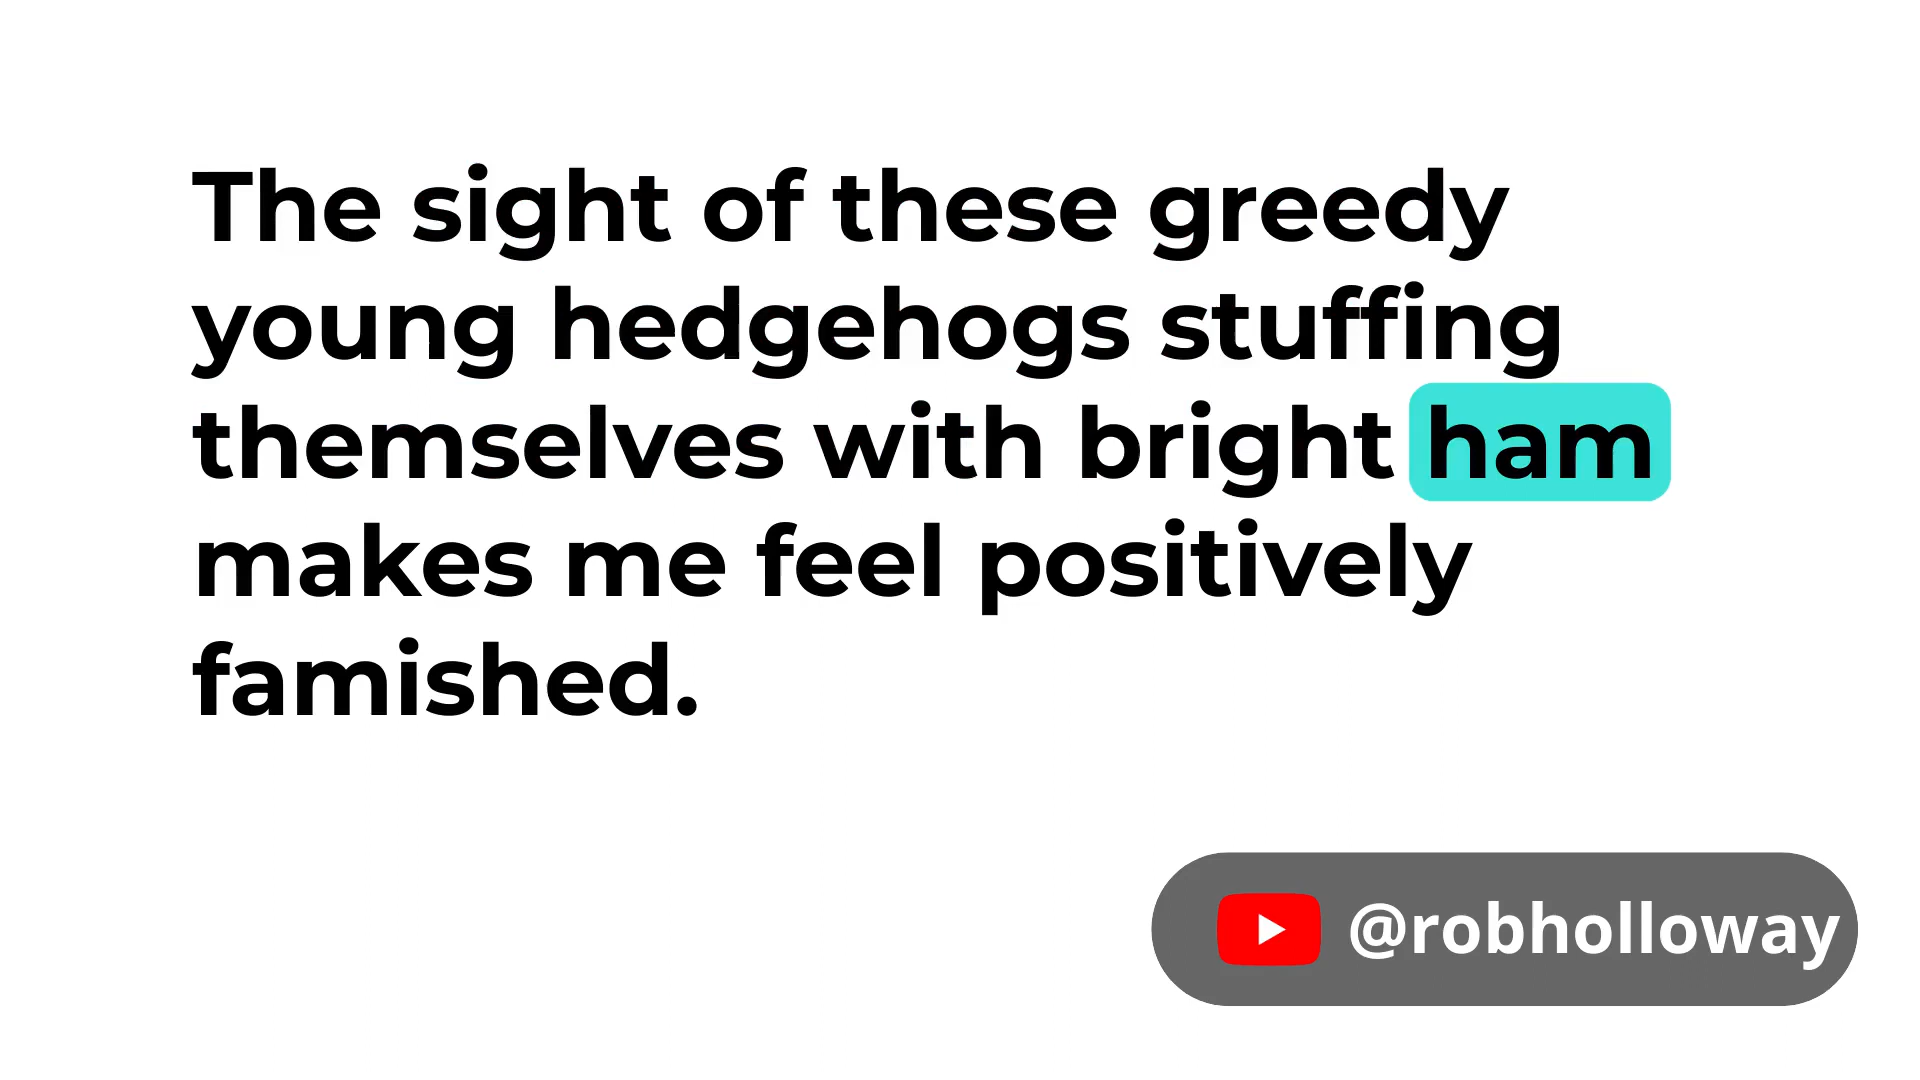 The sight of these greedy
young hedgehogs stuffing
themselves with bright ham
makes me feel positively
famished.
@robholloway